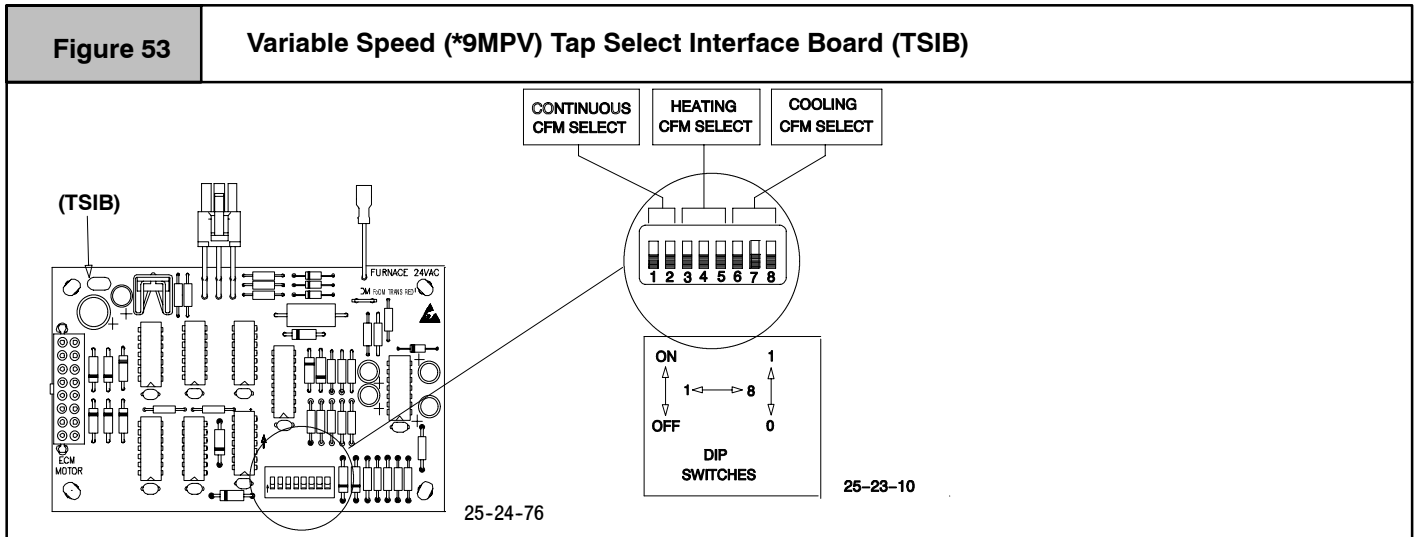 Figure 53
Variable Speed (*9MPV) Tap Select Interface Board (TSIB)
CONTINUOUS
CFM SELECT
HEATING
CFM SELECT
COOLING
CFM SELECT
(TSIB)
FURNACE 24VAC
FROM TRANS RED
ECM
MOTOR
25-24-76
1 2 3 4 5 6 7 8
ON
OFF
1
8
1
0
DIP
SWITCHES
25-23-10